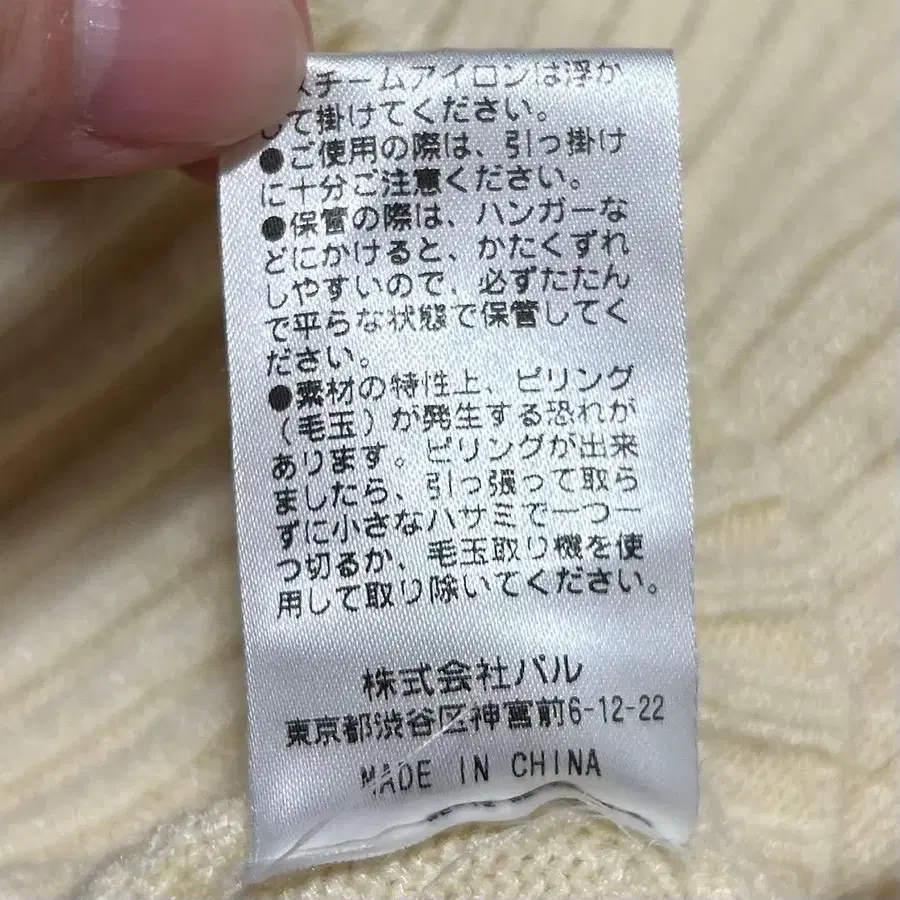 スチームアイロンは浮か
して掛けてください。
●ご使用の際は、引っ掛け
に十分ご注意ください。
●保管の際は、ハンガーな
どにかけると、かたくずれ
しやすいので、必ずたたん
で平らな状態で保管してく
ださい。
●素材の特性上、ピリング
（毛玉）が発生する恐れが
あります。ピリングが出来
ましたら、引っ張って取ら
ずに小さなハサミで一つ一
つ切るか、毛玉取り機を使
用して取り除いてください。
株式会社パル
東京都渋谷区神宮前6-12-22
MADE IN CHINA